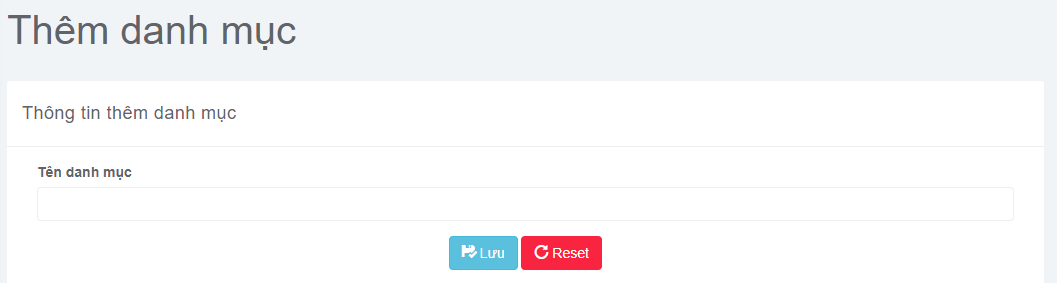 Thêm danh mục
Thông tin thêm danh mục
Tên danh mục
Lưu Reset